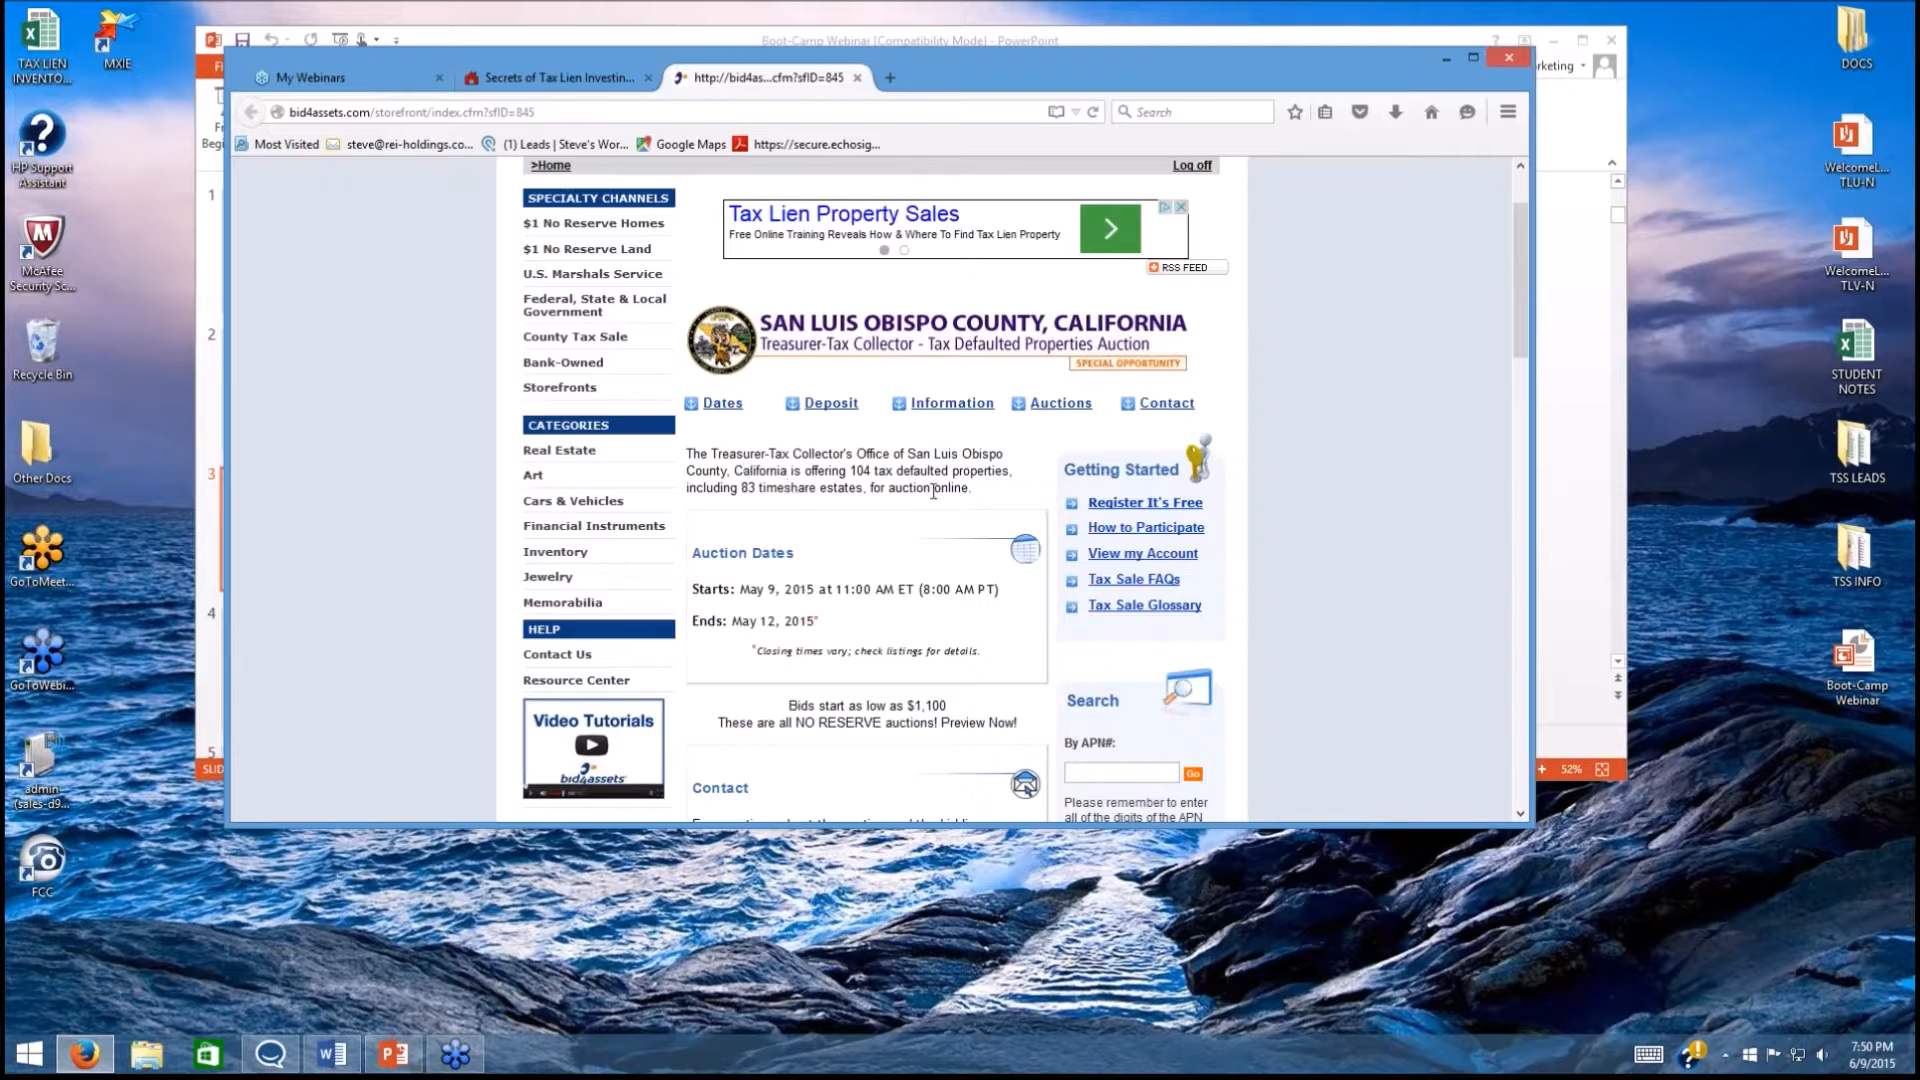 TAX LIEN
INVENTO...
MXIE
HP Support
Assistant
McAfee
Security Sc...
Recycle Bin
Other Docs
GoToMeet...
GoToWebi...
admin
(sales-d9...
FCC
Boot-Camp Webinar [Compatibility Mode] - PowerPoint
rketing
F
Fr
Begi
1
2
3
4
5
SLID
52%
My Webinars
Secrets of Tax Lien Investin...
http://bid4as...cfm?sfID=845
bid4assets.com/storefront/index.cfm?sfID=845
Search
Most Visited
steve@rei-holdings.co...
(1) Leads | Steve's Wor...
Google Maps
https://secure.echosig...
>Home
Log off
SPECIALTY CHANNELS
$1 No Reserve Homes
$1 No Reserve Land
U.S. Marshals Service
Federal, State & Local
Government
County Tax Sale
Bank-Owned
Storefronts
CATEGORIES
Real Estate
Art
Cars & Vehicles
Financial Instruments
Inventory
Jewelry
Memorabilia
HELP
Contact Us
Resource Center
Video Tutorials
bid4assets
Tax Lien Property Sales
Free Online Training Reveals How & Where To Find Tax Lien Property
RSS FEED
SAN LUIS OBISPO COUNTY, CALIFORNIA
Treasurer-Tax Collector - Tax Defaulted Properties Auction
SPECIAL OPPORTUNITY
Dates
Deposit
Information
Auctions
Contact
The Treasurer-Tax Collector's Office of San Luis Obispo
County, California is offering 104 tax defaulted properties,
including 83 timeshare estates, for auction online.
Auction Dates
Starts: May 9, 2015 at 11:00 AM ET (8:00 AM PT)
Ends: May 12, 2015*
*Closing times vary; check listings for details.
Bids start as low as $1,100
These are all NO RESERVE auctions! Preview Now!
Contact
Getting Started
Register It's Free
How to Participate
View my Account
Tax Sale FAQs
Tax Sale Glossary
Search
By APN#:
Go
Please remember to enter
all of the digits of the APN
DOCS
WelcomeL...
TLU-N
WelcomeL...
TLV-N
STUDENT
NOTES
TSS LEADS
TSS INFO
Boot-Camp
Webinar
7:50 PM
6/9/2015